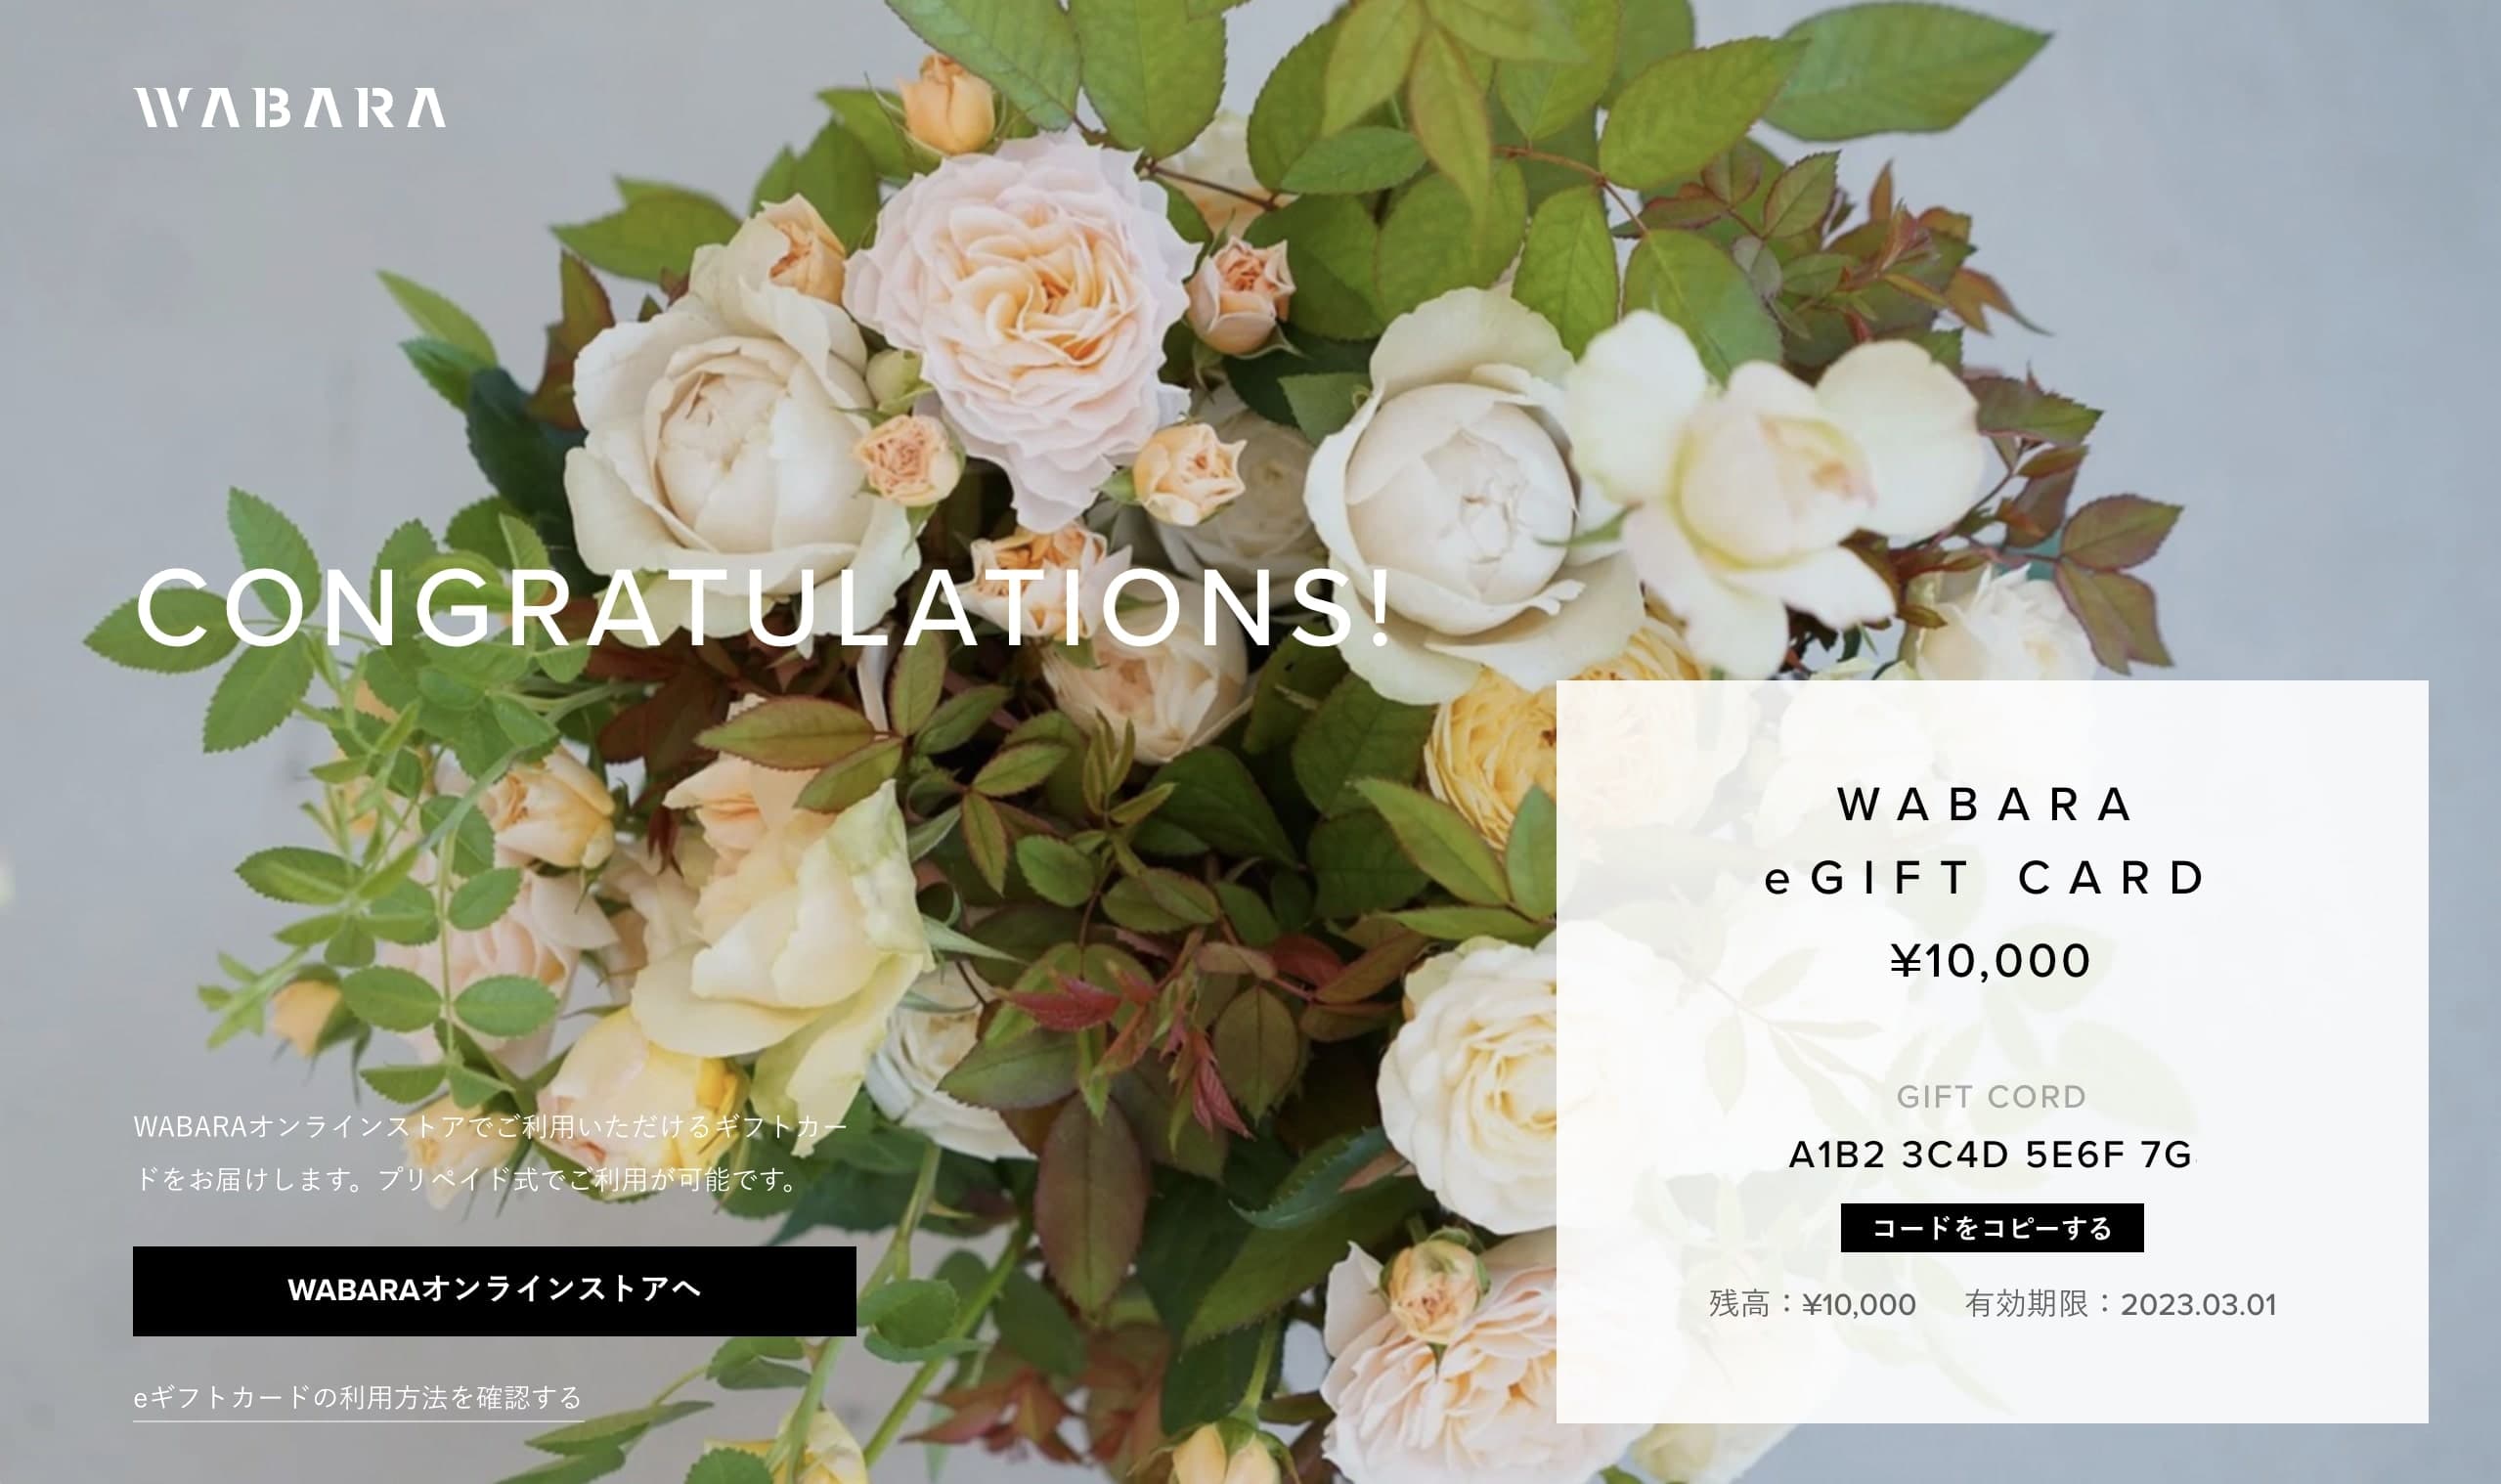 WABARA
CONGRATULATIONS!
WABARAオンラインストアでご利用いただけるギフトカー
ドをお届けします。プリペイド式でご利用が可能です。
WABARAオンラインストアへ
eギフトカードの利用方法を確認する
WABARA
eGIFT CARD
¥10,000
GIFT CORD
A1B2 3C4D 5E6F 7G
コードをコピーする
残高：¥10,000 有効期限：2023.03.01